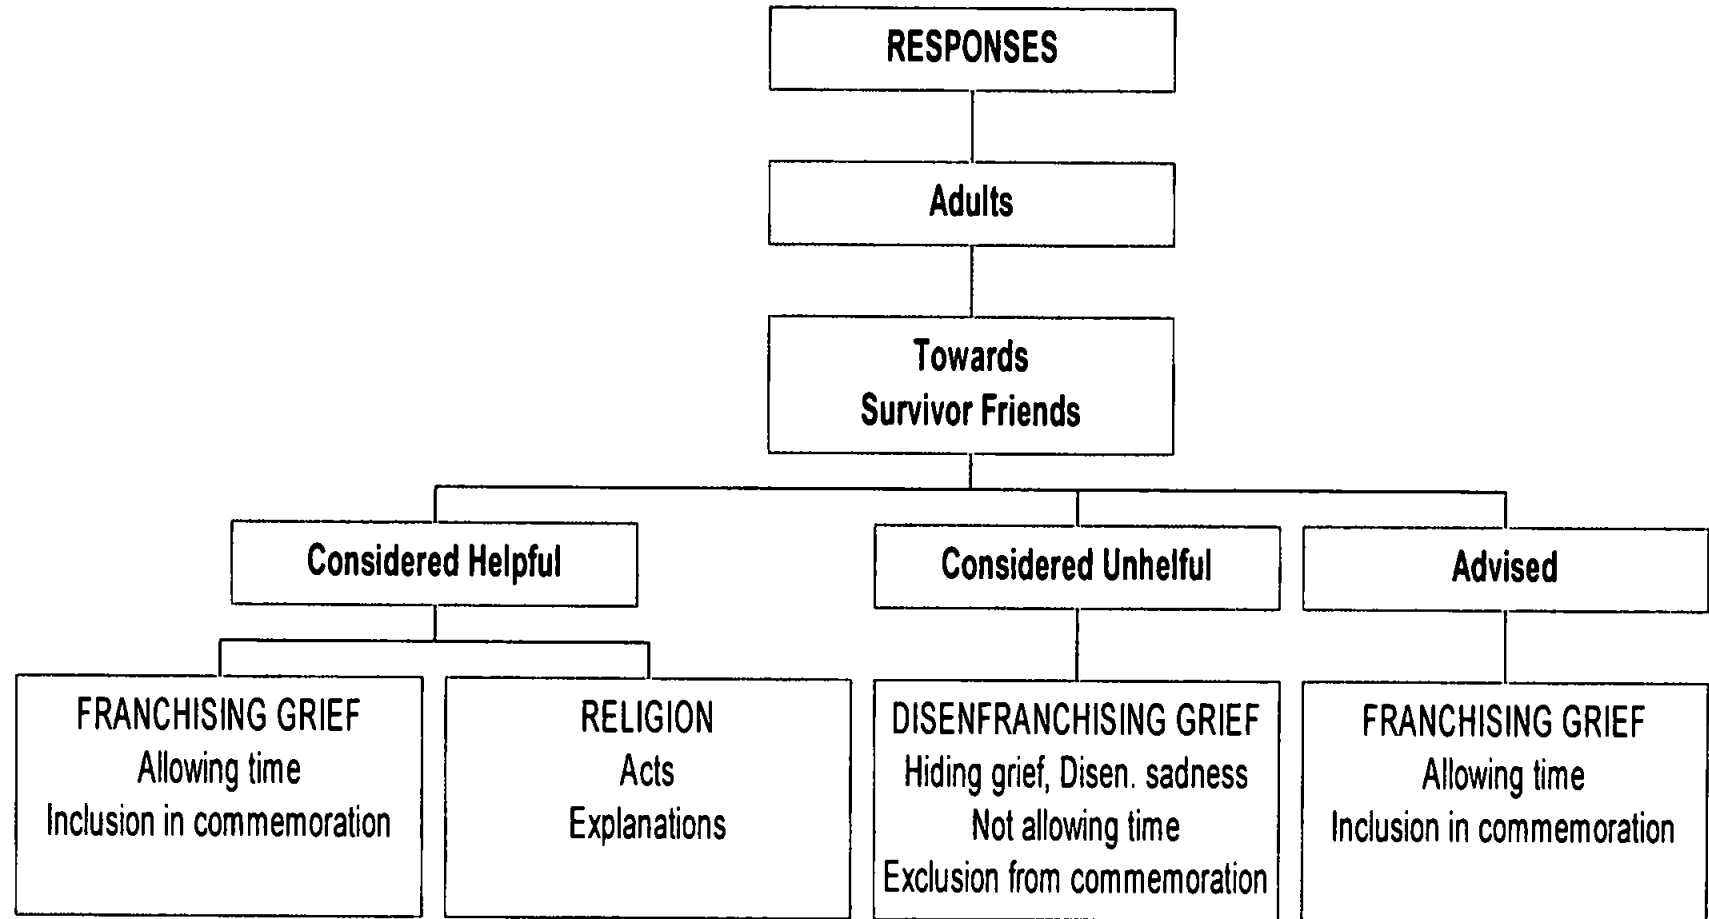 RESPONSES
Adults
Towards
Survivor Friends
Considered Helpful
Considered Unhelful
Advised
FRANCHISING GRIEF
Allowing time
Inclusion in commemoration
RELIGION
Acts
Explanations
DISENFRANCHISING GRIEF
Hiding grief, Disen. sadness
Not allowing time
Exclusion from commemoration
FRANCHISING GRIEF
Allowing time
Inclusion in commemoration